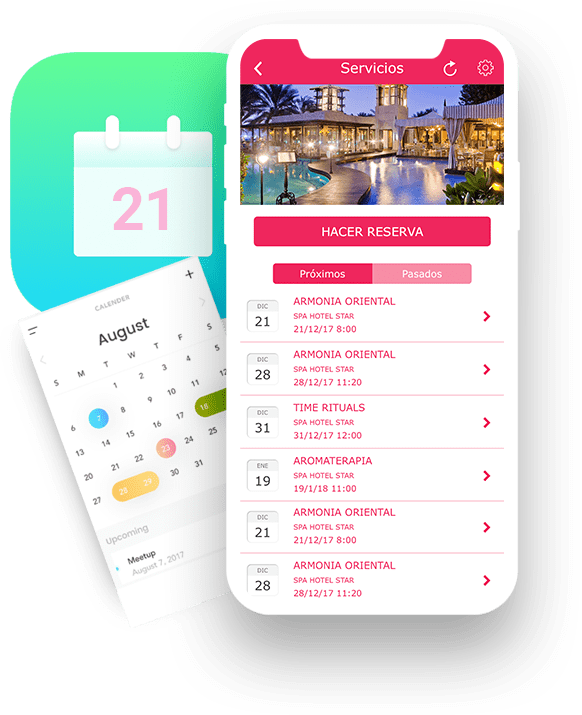 Servicios
HACER RESERVA
Próximos Pasados
DIC
21
ARMONIA ORIENTAL
SPA HOTEL STAR
21/12/17 8:00
DIC
28
ARMONIA ORIENTAL
SPA HOTEL STAR
28/12/17 11:20
DIC
31
TIME RITUALS
SPA HOTEL STAR
31/12/17 12:00
ENE
19
AROMATERAPIA
SPA HOTEL STAR
19/1/18 11:00
DIC
21
ARMONIA ORIENTAL
SPA HOTEL STAR
21/12/17 8:00
DIC
28
ARMONIA ORIENTAL
SPA HOTEL STAR
28/12/17 11:20
21
CALENDER
August
S M T W T F S
1 2 3 4
6 7 8 9 10 11
13 14 15 16 17 18
20 21 22 23 24 25
27 28 29 30 31
Upcoming
Meetup
August 7, 2017